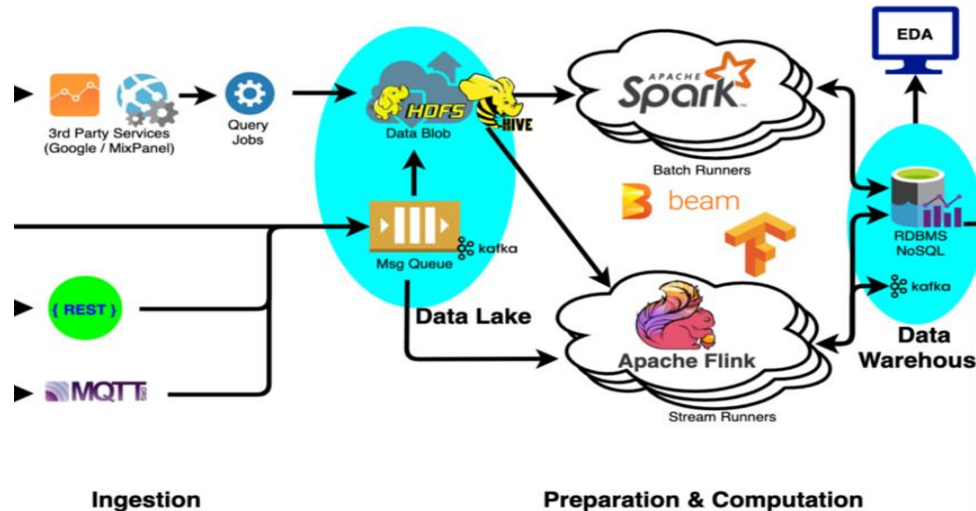 3rd Party Services
(Google / MixPanel)
Query
Jobs
HDFS
HIVE
Data Blob
APACHE
Spark
Batch Runners
EDA
beam
Msg Queue
kafka
RDBMS
NoSQL
kafka
{ REST }
Data Lake
Apache Flink
Data
Warehous
MQTT
Stream Runners
Ingestion
Preparation & Computation